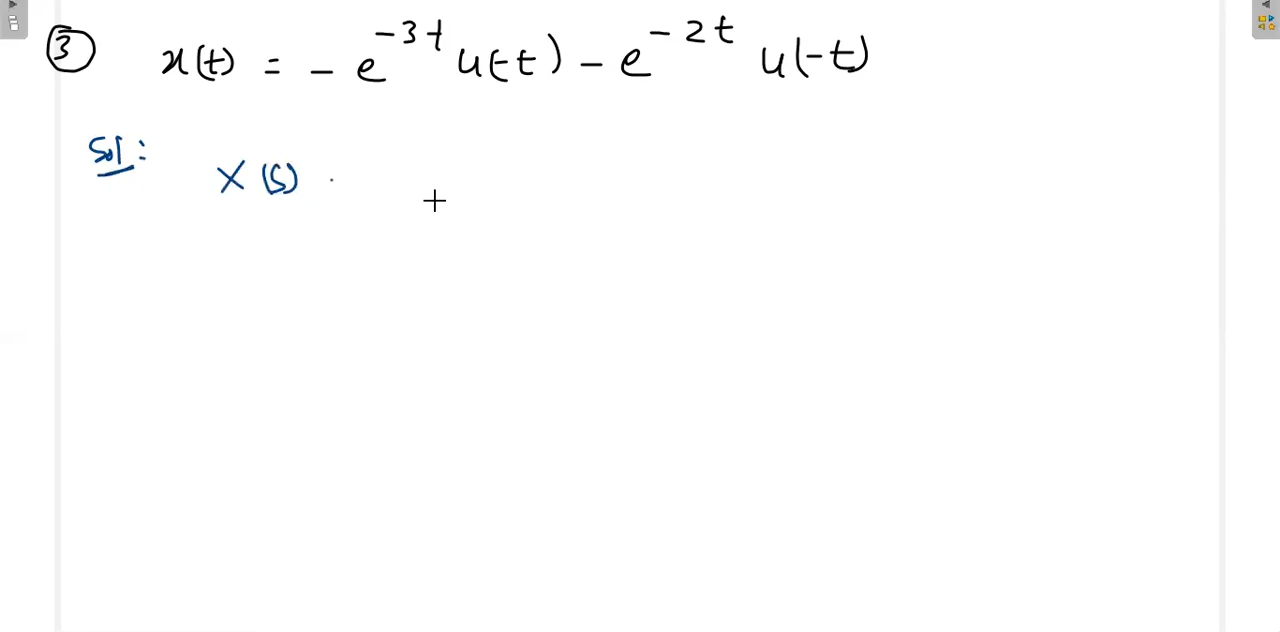 ③ x(t) = - e^{-3t} u(-t) - e^{-2t} u(-t)
Sol:
X(S)